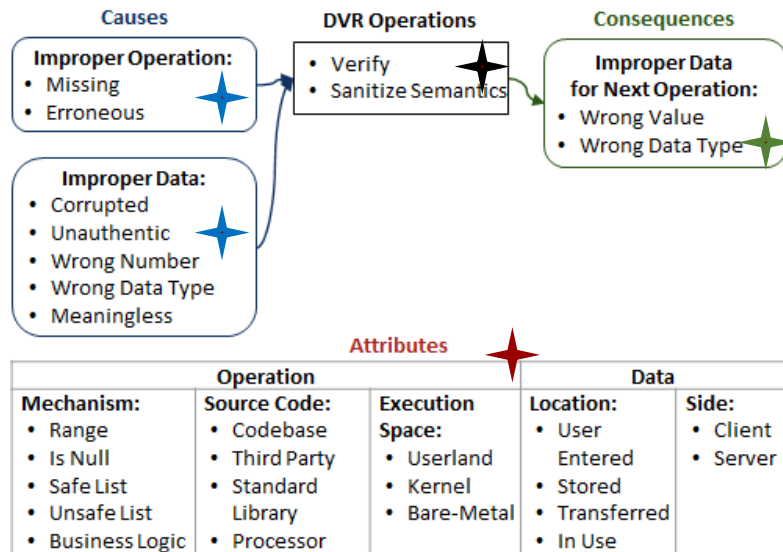 Causes
DVR Operations
Consequences
Improper Operation:
• Missing
• Erroneous
• Verify
• Sanitize Semantics
Improper Data
for Next Operation:
• Wrong Value
• Wrong Data Type
Improper Data:
• Corrupted
• Unauthentic
• Wrong Number
• Wrong Data Type
• Meaningless
Attributes
Operation
Data
Mechanism:
• Range
• Is Null
• Safe List
• Unsafe List
• Business Logic
Source Code:
• Codebase
• Third Party
• Standard
Library
• Processor
Execution
Space:
• Userland
• Kernel
• Bare-Metal
Location:
• User
Entered
• Stored
• Transferred
• In Use
Side:
• Client
• Server